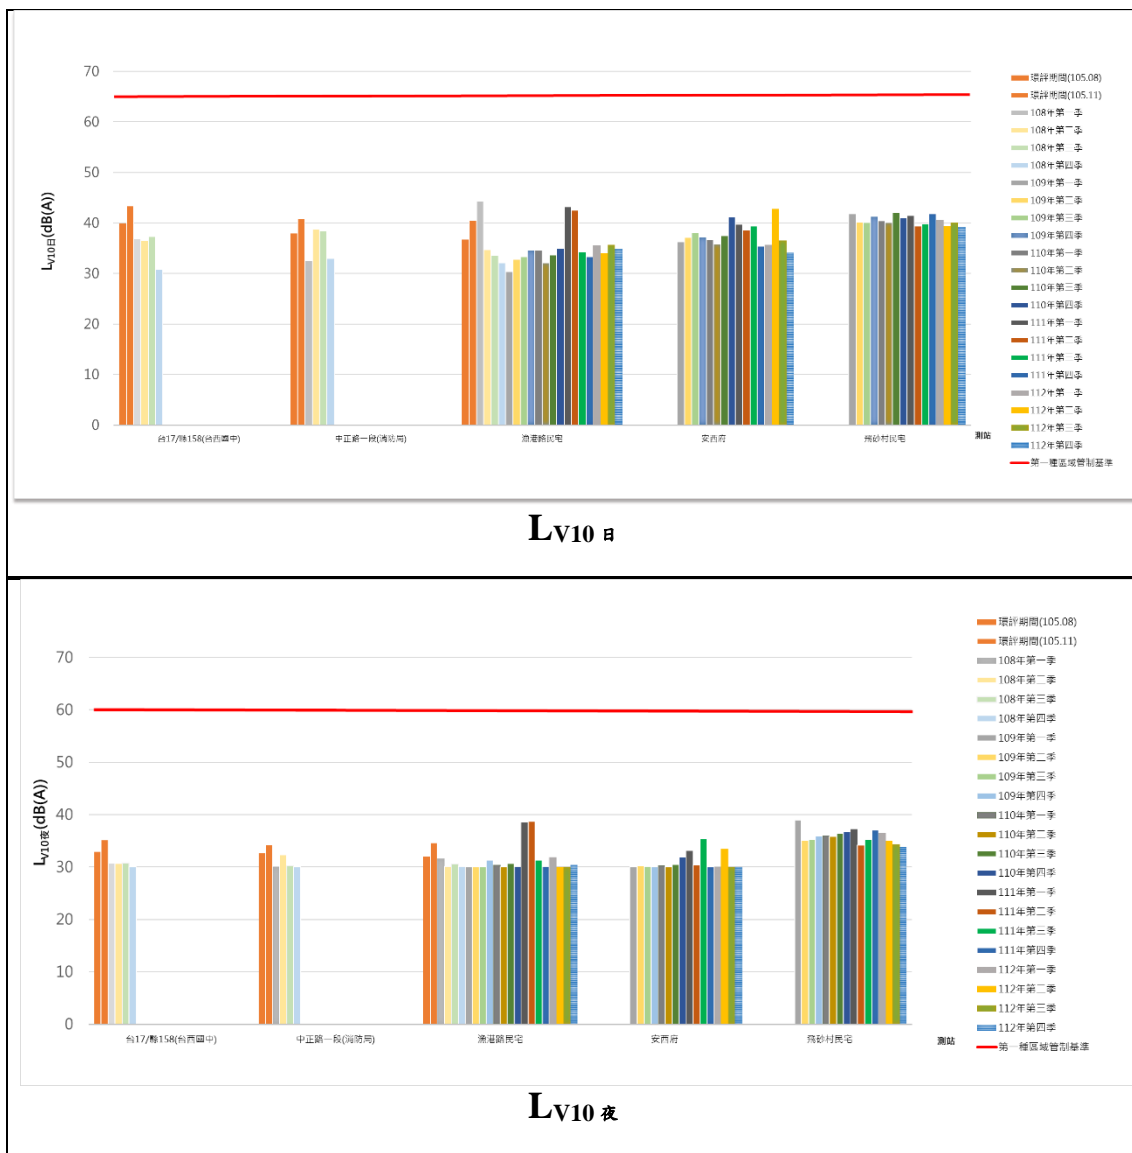 70
60
50
40
30
20
10
0
LV10日(dB(A))
台17/縣158(台西國中)
中正路一段(消防局)
漁港路民宅
安西府
飛砂村民宅
測站
環評期間(105.08)
環評期間(105.11)
108年第一季
108年第二季
108年第三季
108年第四季
109年第一季
109年第二季
109年第三季
109年第四季
110年第一季
110年第二季
110年第三季
110年第四季
111年第一季
111年第二季
111年第三季
111年第四季
112年第一季
112年第二季
112年第三季
112年第四季
第一種區域管制基準
LV10 日
70
60
50
40
30
20
10
0
LV10夜(dB(A))
台17/縣158(台西國中)
中正路一段(消防局)
漁港路民宅
安西府
飛砂村民宅
測站
環評期間(105.08)
環評期間(105.11)
108年第一季
108年第二季
108年第三季
108年第四季
109年第一季
109年第二季
109年第三季
109年第四季
110年第一季
110年第二季
110年第三季
110年第四季
111年第一季
111年第二季
111年第三季
111年第四季
112年第一季
112年第二季
112年第三季
112年第四季
第一種區域管制基準
LV10 夜